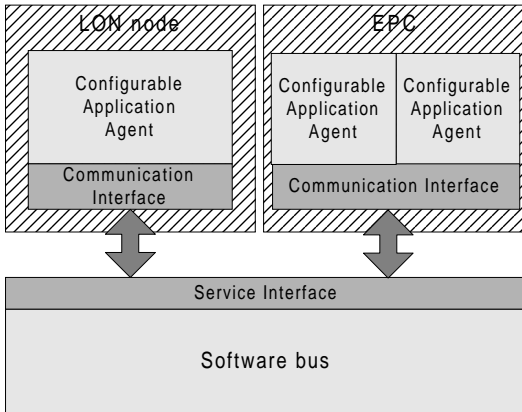 LON node
Configurable
Application
Agent
Communication
Interface
EPC
Configurable
Application
Agent
Configurable
Application
Agent
Communication Interface
Service Interface
Software bus